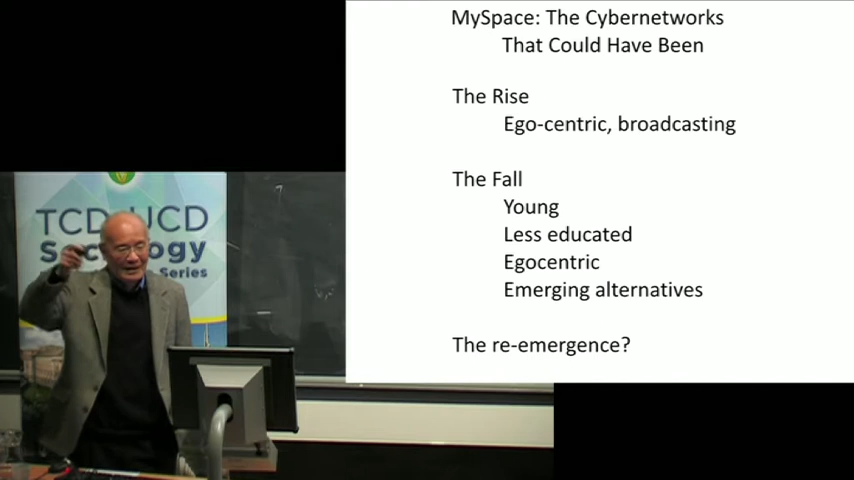 MySpace: The Cybernetworks
That Could Have Been
The Rise
Ego-centric, broadcasting
The Fall
Young
Less educated
Egocentric
Emerging alternatives
The re-emergence?
TCD UCD
Series